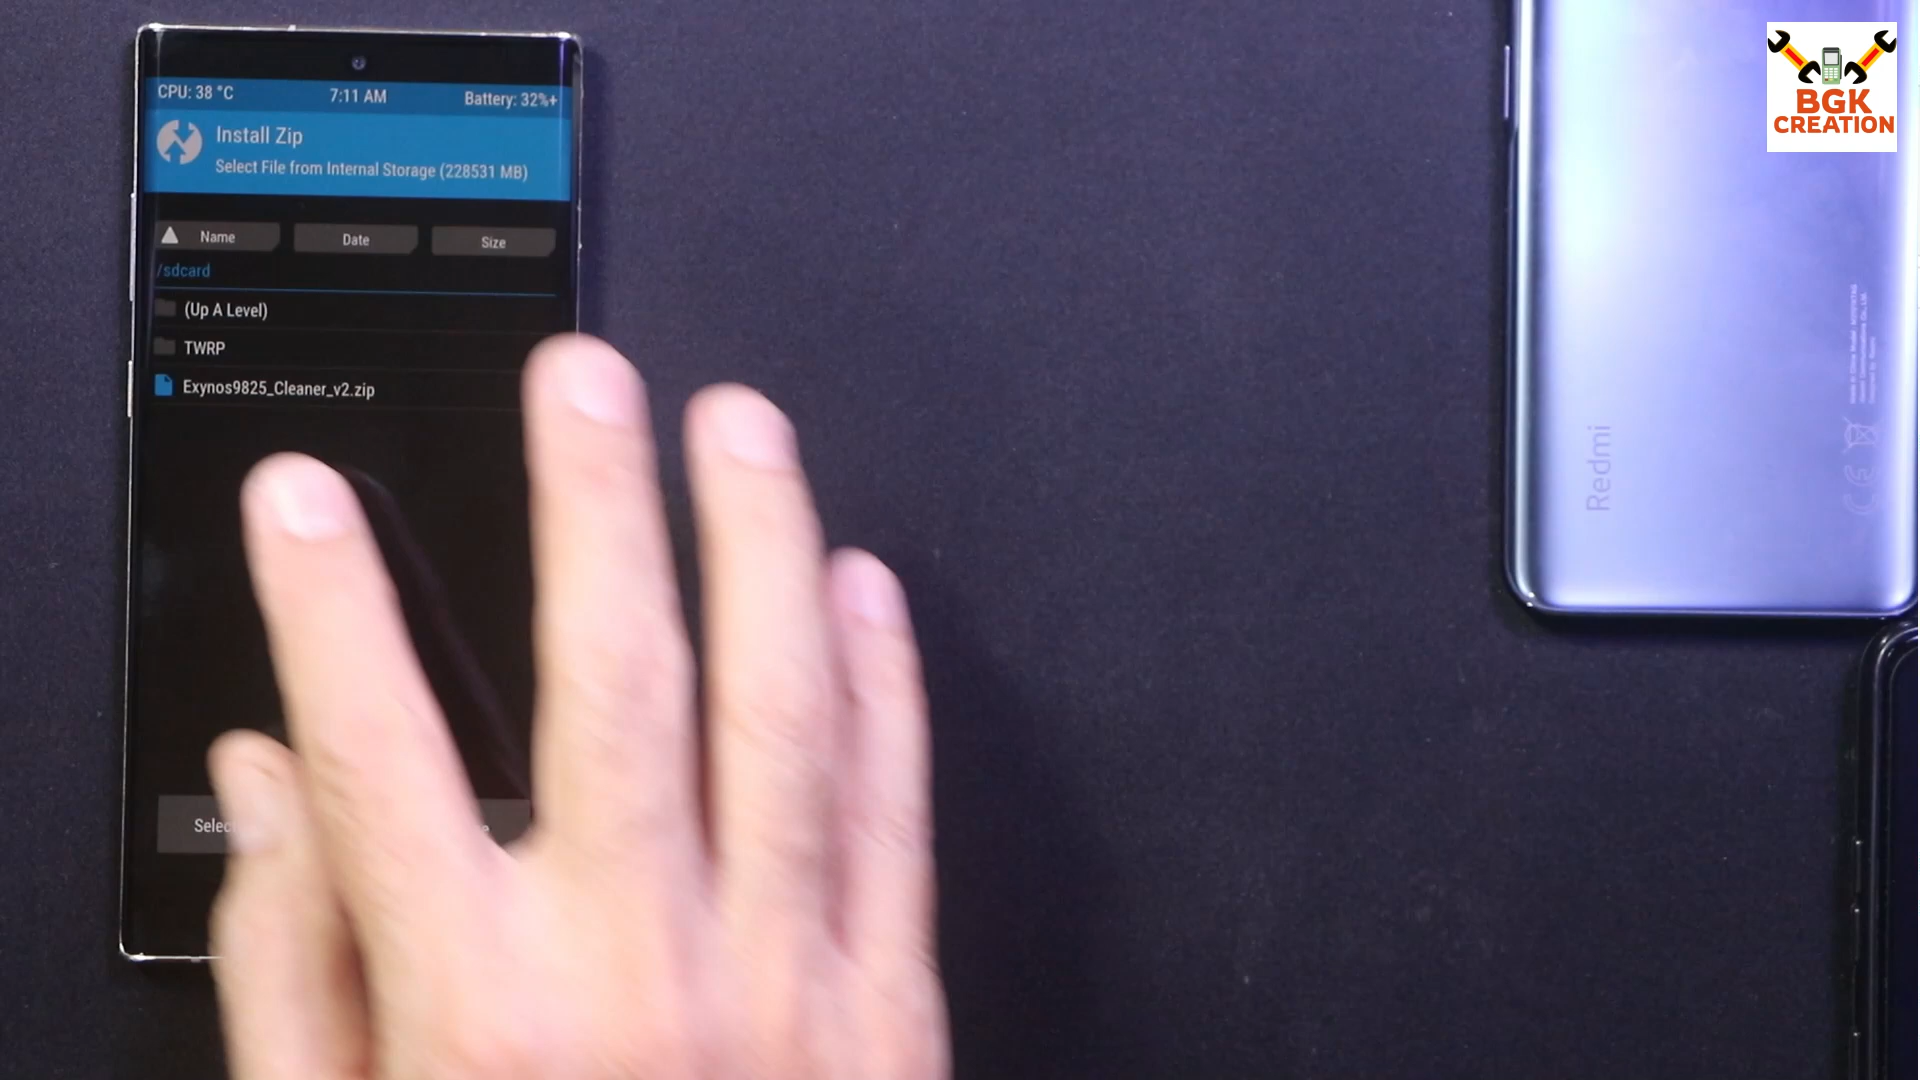 CPU: 38 °C 7:11 AM Battery: 32%+
Install Zip
Select File from Internal Storage (228531 MB)
Name Date Size
/sdcard
(Up A Level)
TWRP
Exynos9825_Cleaner_v2.zip
BGK
CREATION
Redmi